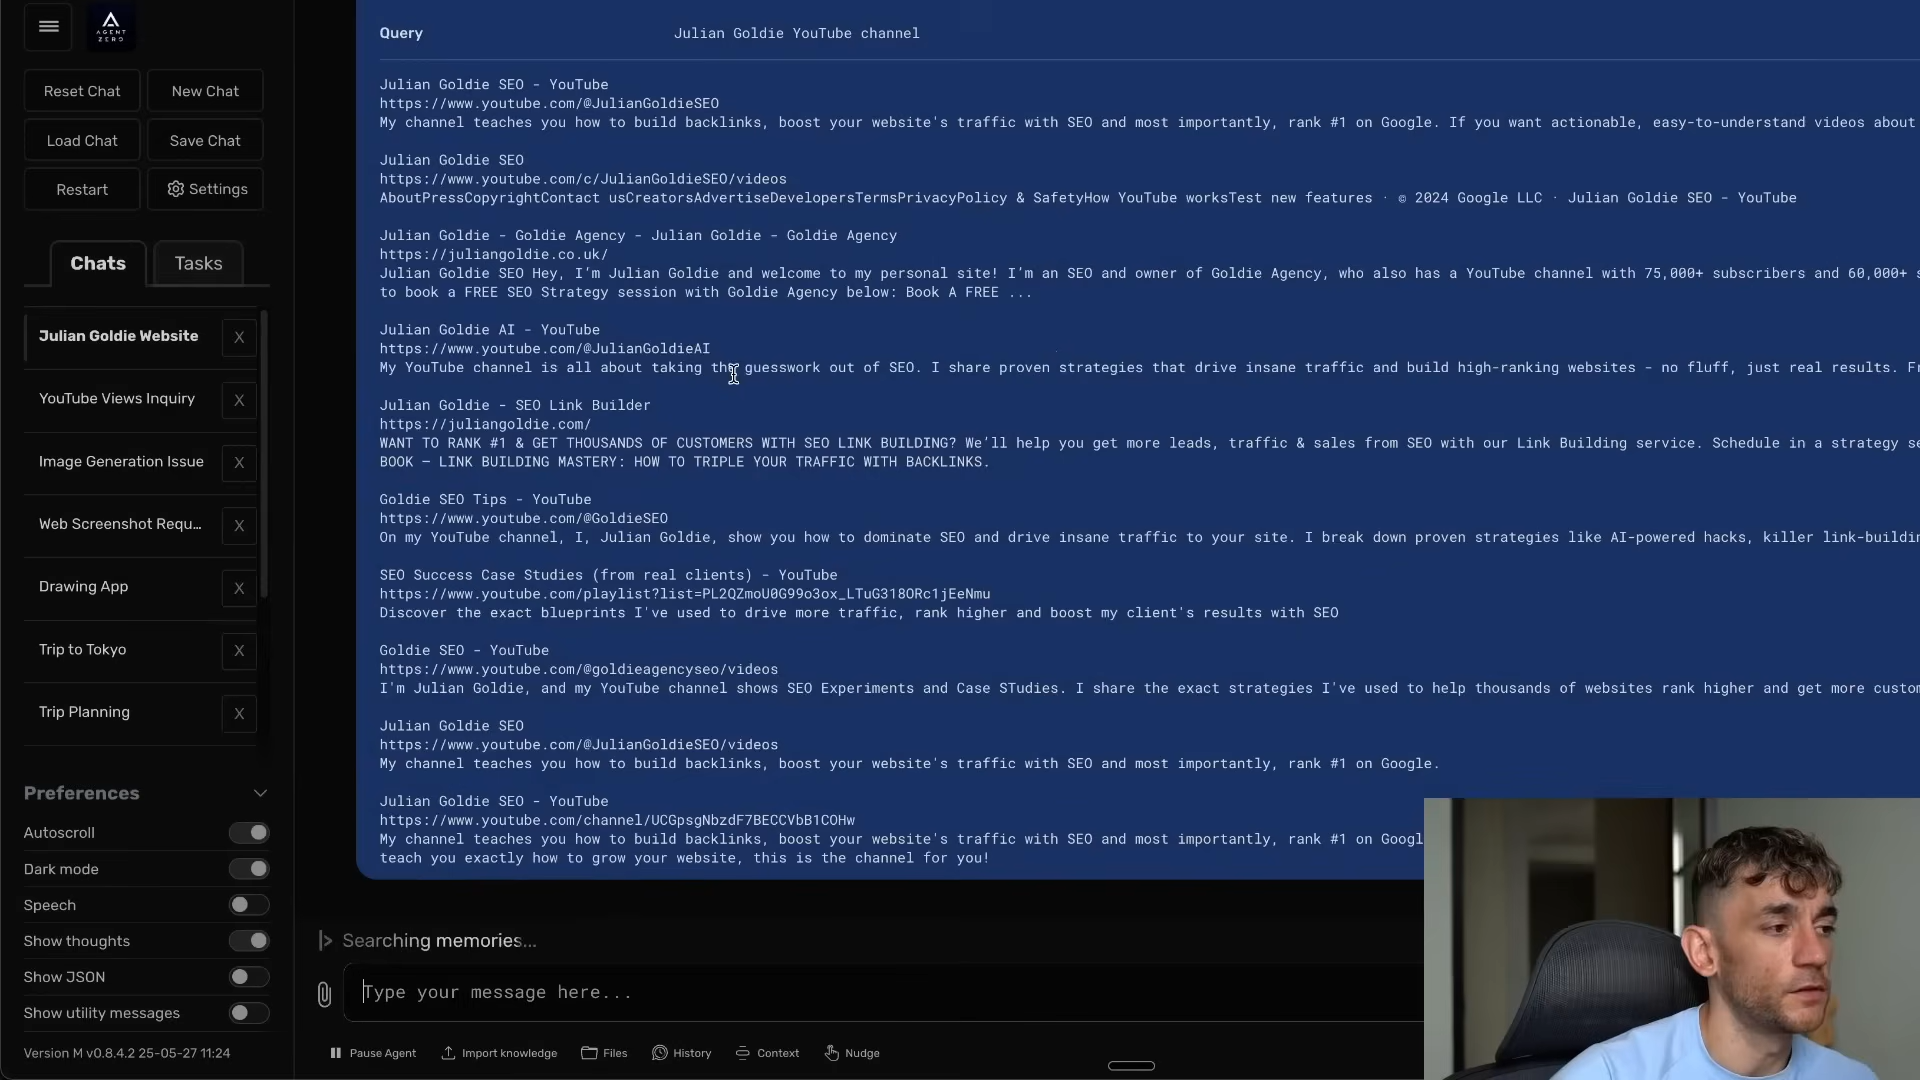 AGENT ZERO
Reset Chat
New Chat
Load Chat
Save Chat
Restart
Settings
Chats
Tasks
Julian Goldie Website X
YouTube Views Inquiry X
Image Generation Issue X
Web Screenshot Requ... X
Drawing App X
Trip to Tokyo X
Trip Planning X
Preferences
Autoscroll
Dark mode
Speech
Show thoughts
Show JSON
Show utility messages
Version M v0.8.4.2 25-05-27 11:24
Query Julian Goldie YouTube channel
Julian Goldie SEO - YouTube
https://www.youtube.com/@JulianGoldieSEO
My channel teaches you how to build backlinks, boost your website's traffic with SEO and most importantly, rank #1 on Google. If you want actionable, easy-to-understand videos about
Julian Goldie SEO
https://www.youtube.com/c/JulianGoldieSEO/videos
AboutPressCopyrightContact usCreatorsAdvertiseDevelopersTermsPrivacyPolicy & SafetyHow YouTube worksTest new features · © 2024 Google LLC · Julian Goldie SEO - YouTube
Julian Goldie - Goldie Agency - Julian Goldie - Goldie Agency
https://juliangoldie.co.uk/
Julian Goldie SEO Hey, I’m Julian Goldie and welcome to my personal site! I’m an SEO and owner of Goldie Agency, who also has a YouTube channel with 75,000+ subscribers and 60,000+ s
to book a FREE SEO Strategy session with Goldie Agency below: Book A FREE ...
Julian Goldie AI - YouTube
https://www.youtube.com/@JulianGoldieAI
My YouTube channel is all about taking the guesswork out of SEO. I share proven strategies that drive insane traffic and build high-ranking websites - no fluff, just real results. Fr
Julian Goldie - SEO Link Builder
https://juliangoldie.com/
WANT TO RANK #1 & GET THOUSANDS OF CUSTOMERS WITH SEO LINK BUILDING? We’ll help you get more leads, traffic & sales from SEO with our Link Building service. Schedule in a strategy se
BOOK – LINK BUILDING MASTERY: HOW TO TRIPLE YOUR TRAFFIC WITH BACKLINKS.
Goldie SEO Tips - YouTube
https://www.youtube.com/@GoldieSEO
On my YouTube channel, I, Julian Goldie, show you how to dominate SEO and drive insane traffic to your site. I break down proven strategies like AI-powered hacks, killer link-buildin
SEO Success Case Studies (from real clients) - YouTube
https://www.youtube.com/playlist?list=PL2QZmoU0G99o3ox_LTuG318ORc1jEeNmu
Discover the exact blueprints I've used to drive more traffic, rank higher and boost my client's results with SEO
Goldie SEO - YouTube
https://www.youtube.com/@goldieagencyseo/videos
I'm Julian Goldie, and my YouTube channel shows SEO Experiments and Case STudies. I share the exact strategies I've used to help thousands of websites rank higher and get more custom
Julian Goldie SEO
https://www.youtube.com/@JulianGoldieSEO/videos
My channel teaches you how to build backlinks, boost your website's traffic with SEO and most importantly, rank #1 on Google.
Julian Goldie SEO - YouTube
https://www.youtube.com/channel/UCGpsgNbzdF7BECCVbB1COHw
My channel teaches you how to build backlinks, boost your website's traffic with SEO and most importantly, rank #1 on Googl
teach you exactly how to grow your website, this is the channel for you!
|> Searching memories...
Type your message here...
Pause Agent
Import knowledge
Files
History
Context
Nudge